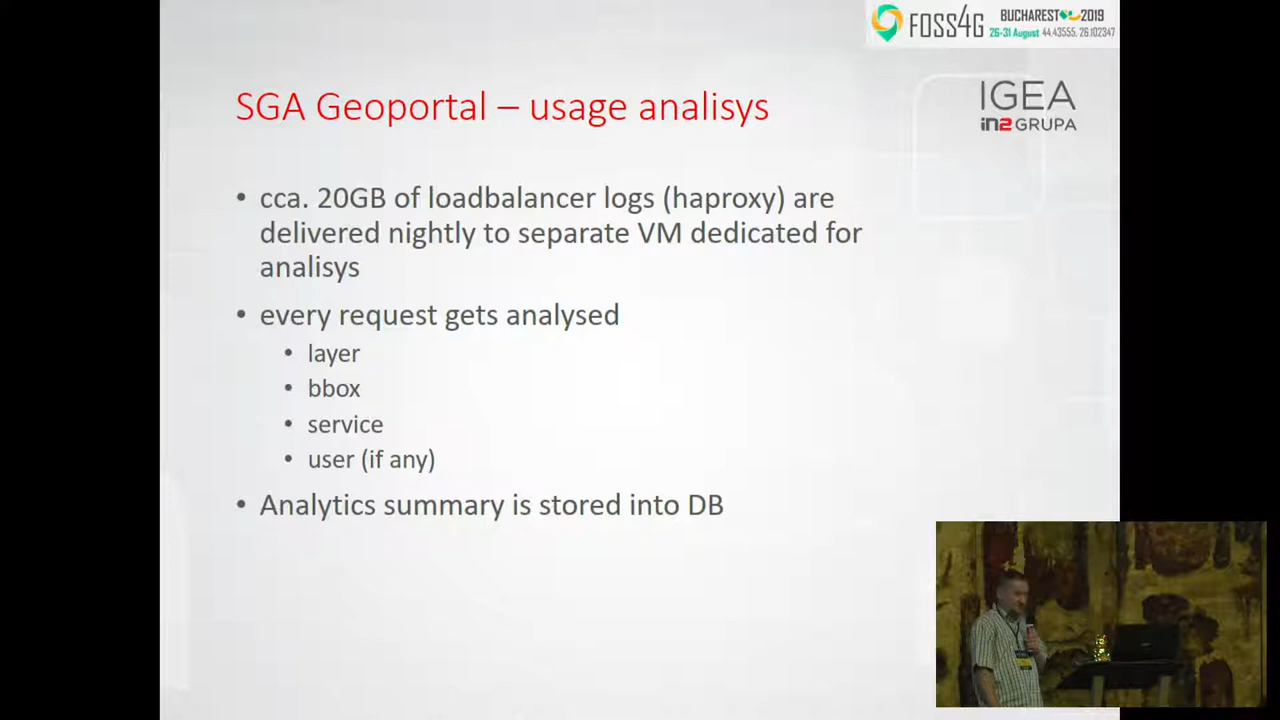 FOSS4G
BUCHAREST 2019
26-31 August 44.43555, 26.102347
SGA Geoportal – usage analisys
IGEA
in2 GRUPA
• cca. 20GB of loadbalancer logs (haproxy) are
delivered nightly to separate VM dedicated for
analisys
• every request gets analysed
• layer
• bbox
• service
• user (if any)
• Analytics summary is stored into DB